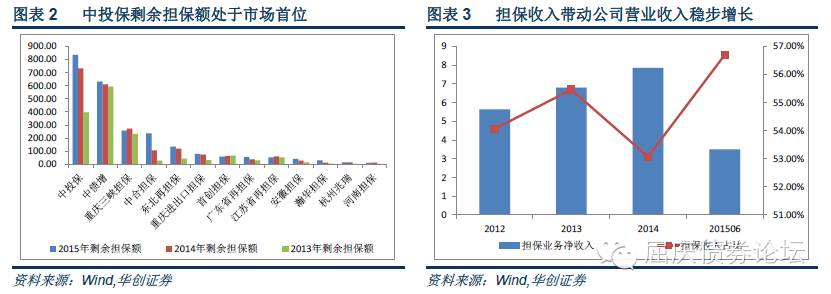 图表 2 中投保剩余担保额处于市场首位
900.00
800.00
700.00
600.00
500.00
400.00
300.00
200.00
100.00
0.00
中投保
中债增
重庆三峡担保
中合担保
东北再担保
重庆进出口担保
首创担保
广东省再担保
江苏省再担保
安徽担保
瀚华担保
杭州兆瑞
河南担保
2015年剩余担保额
2014年剩余担保额
2013年剩余担保额
资料来源：Wind,华创证券
图表 3 担保收入带动公司营业收入稳步增长
9
8
7
6
5
4
3
2
1
0
57.00%
56.00%
55.00%
54.00%
53.00%
52.00%
51.00%
2012
2013
2014
201506
担保业务净收入
担保收入占比
屈庆债券论坛
资料来源：Wind,华创证券